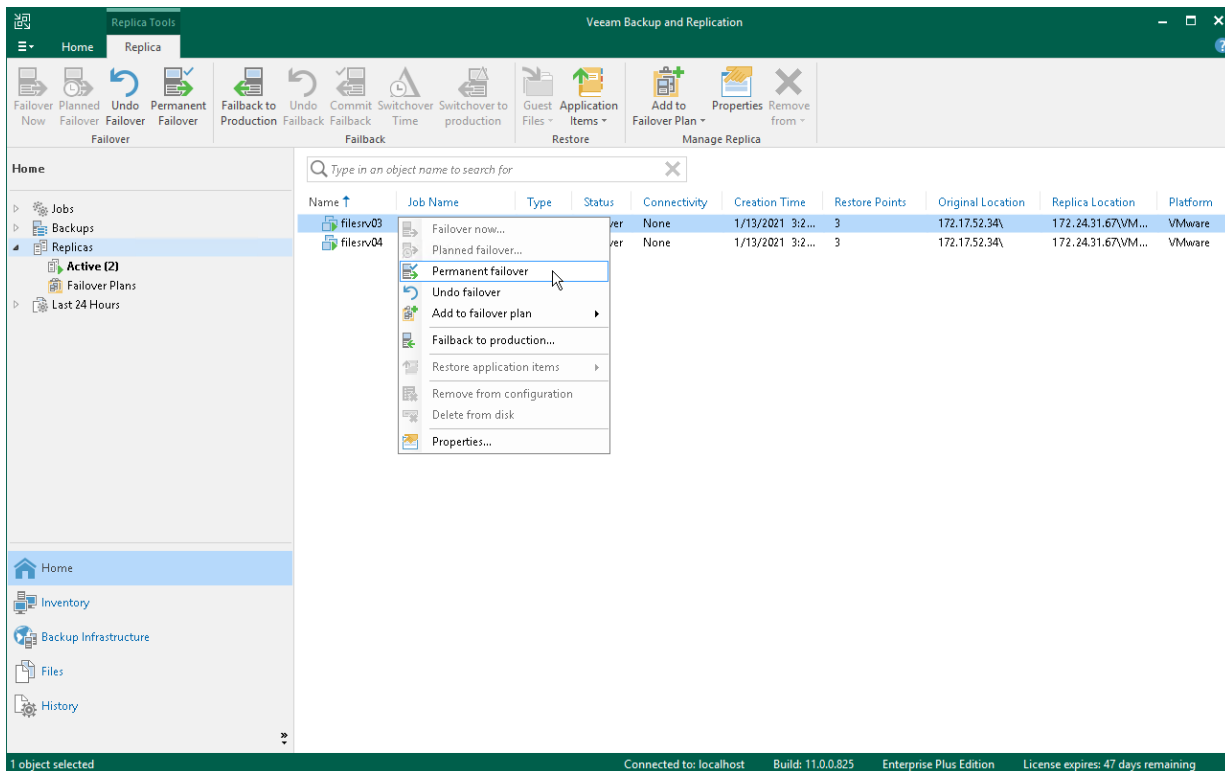 Replica Tools
Veeam Backup and Replication
Home Replica
Failover Now
Planned Failover
Undo Failover
Permanent Failover
Failback to Production
Undo Failback
Commit Failback
Switchover Time
Switchover to production
Guest Files
Application Items
Add to Failover Plan
Properties
Remove from
Failover Failback Restore Manage Replica
Home
Type in an object name to search for
Jobs
Backups
Replicas
Active (2)
Failover Plans
Last 24 Hours
Name Job Name Type Status Connectivity Creation Time Restore Points Original Location Replica Location Platform
filesrv03 ver None 1/13/2021 3:2... 3 172.17.52.34\ 172.24.31.67\VM... VMware
filesrv04 ver None 1/13/2021 3:2... 3 172.17.52.34\ 172.24.31.67\VM... VMware
Failover now...
Planned failover...
Permanent failover
Undo failover
Add to failover plan
Failback to production...
Restore application items
Remove from configuration
Delete from disk
Properties...
Home
Inventory
Backup Infrastructure
Files
History
1 object selected
Connected to: localhost Build: 11.0.0.825 Enterprise Plus Edition License expires: 47 days remaining